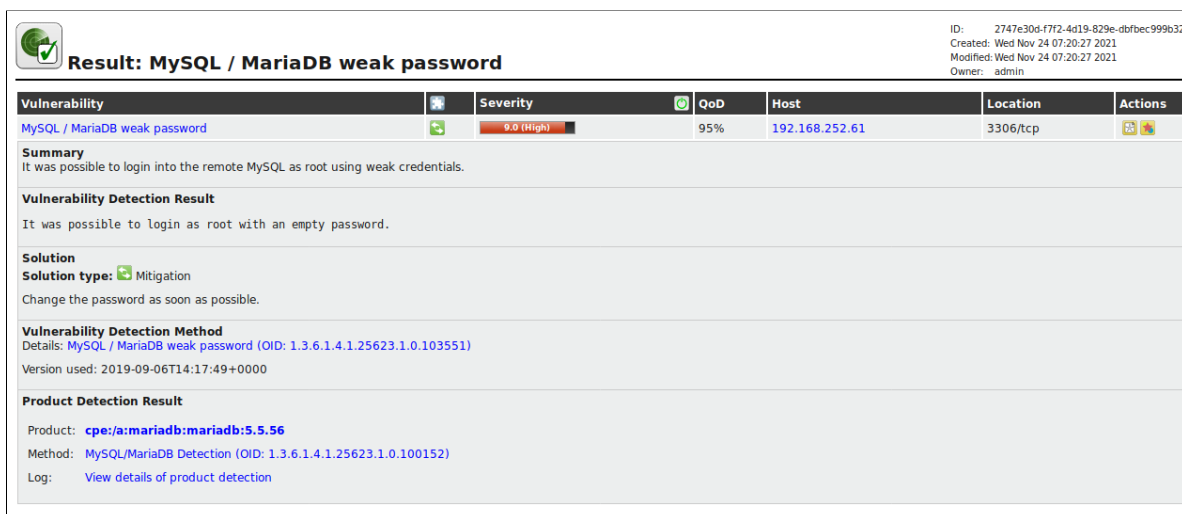 Result: MySQL / MariaDB weak password
ID: 2747e30d-f7f2-4d19-829e-dbfbec999b32
Created: Wed Nov 24 07:20:27 2021
Modified: Wed Nov 24 07:20:27 2021
Owner: admin
Vulnerability Severity QoD Host Location Actions
MySQL / MariaDB weak password 9.0 (High) 95% 192.168.252.61 3306/tcp
Summary
It was possible to login into the remote MySQL as root using weak credentials.
Vulnerability Detection Result
It was possible to login as root with an empty password.
Solution
Solution type: Mitigation
Change the password as soon as possible.
Vulnerability Detection Method
Details: MySQL / MariaDB weak password (OID: 1.3.6.1.4.1.25623.1.0.103551)
Version used: 2019-09-06T14:17:49+0000
Product Detection Result
Product: cpe:/a:mariadb:mariadb:5.5.56
Method: MySQL/MariaDB Detection (OID: 1.3.6.1.4.1.25623.1.0.100152)
Log: View details of product detection